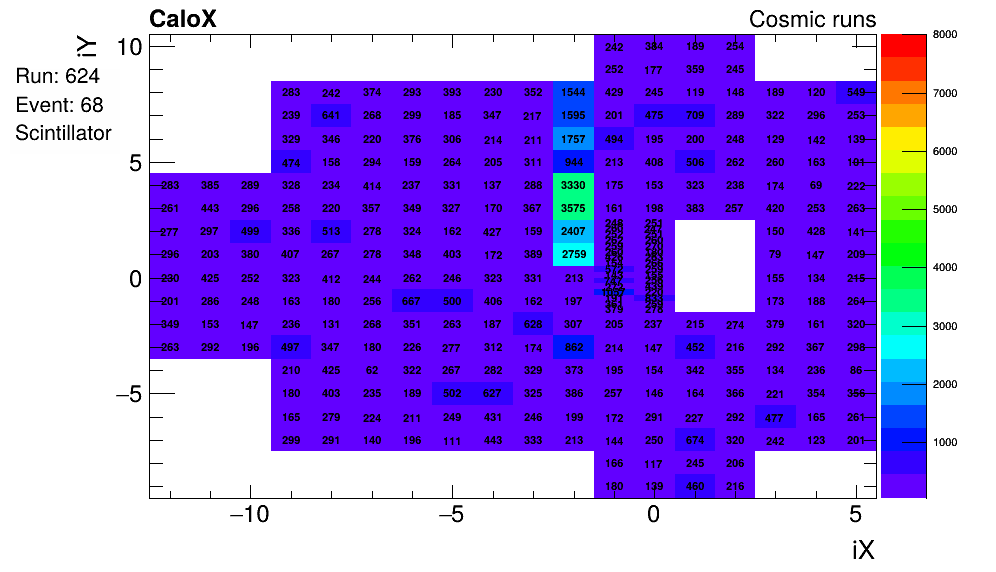 CaloX Cosmic runs
iY
Run: 624
Event: 68
Scintillator
10 242 384 189 254 8000
252 177 359 245
283 242 374 293 393 230 352 1544 429 245 119 148 189 120 549 7000
239 641 268 299 185 347 217 1595 201 475 709 289 322 296 253
329 346 220 376 306 214 211 1757 494 195 200 248 129 142 139 6000
5 474 158 294 159 264 205 311 944 213 408 506 262 260 163 191
283 385 289 328 234 414 237 331 137 288 3330 175 153 323 238 174 69 222 5000
261 443 296 258 220 357 349 327 170 367 3575 161 198 383 257 420 253 263
277 297 499 336 513 278 324 162 427 159 2407 248 251 150 428 141 4000
296 203 380 407 267 278 348 403 172 389 2759 79 147 209
0 230 425 252 323 412 244 262 246 323 331 213 155 134 215 3000
201 286 248 163 180 256 667 500 406 162 197 379 278 173 188 264
849 153 147 236 131 268 351 263 187 628 307 205 237 215 274 379 161 320
263 292 196 497 347 180 226 277 312 174 862 214 147 452 216 292 367 298 2000
210 425 62 322 267 282 329 373 195 154 342 355 134 236 86
−5 180 403 235 189 502 627 325 386 257 146 164 366 221 354 356 1000
165 279 224 211 249 431 246 199 172 291 227 292 477 165 261
299 291 140 196 111 443 333 213 144 250 674 320 242 123 201
166 117 245 206
180 139 460 216
−10 −5 0 5
iX